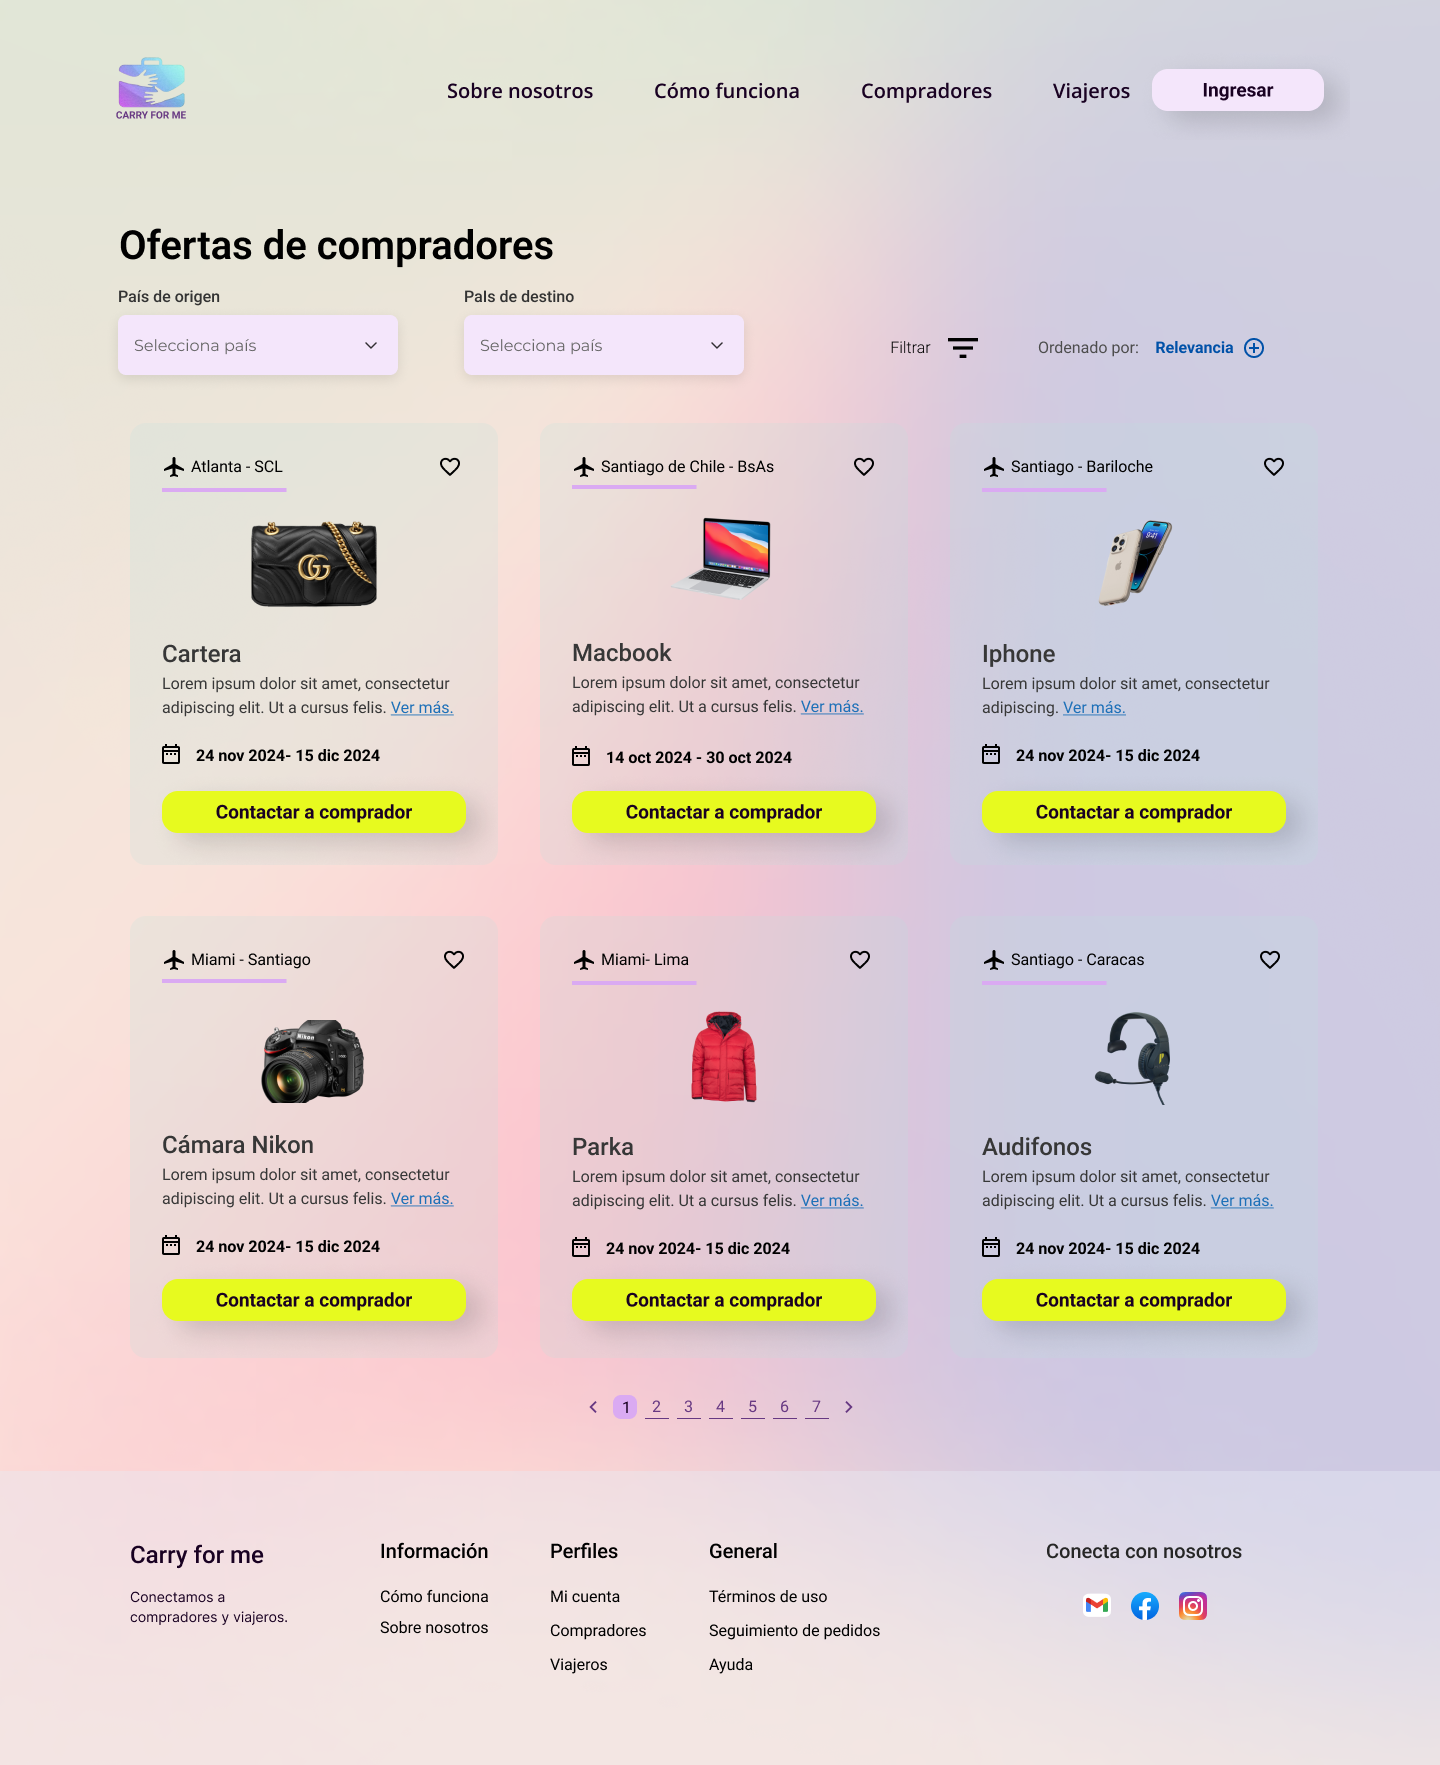 CARRY FOR ME
Sobre nosotros
Cómo funciona
Compradores
Viajeros
Ingresar
Ofertas de compradores
País de origen
PaIs de destino
Selecciona país
Selecciona país
Filtrar
Ordenado por: Relevancia
Atlanta - SCL
Cartera
Lorem ipsum dolor sit amet, consectetur
adipiscing elit. Ut a cursus felis. Ver más.
24 nov 2024- 15 dic 2024
Contactar a comprador
Santiago de Chile - BsAs
Macbook
Lorem ipsum dolor sit amet, consectetur
adipiscing elit. Ut a cursus felis. Ver más.
14 oct 2024 - 30 oct 2024
Contactar a comprador
Santiago - Bariloche
9:41
Iphone
Lorem ipsum dolor sit amet, consectetur
adipiscing. Ver más.
24 nov 2024- 15 dic 2024
Contactar a comprador
Miami - Santiago
Nikon
Cámara Nikon
Lorem ipsum dolor sit amet, consectetur
adipiscing elit. Ut a cursus felis. Ver más.
24 nov 2024- 15 dic 2024
Contactar a comprador
Miami- Lima
Parka
Lorem ipsum dolor sit amet, consectetur
adipiscing elit. Ut a cursus felis. Ver más.
24 nov 2024- 15 dic 2024
Contactar a comprador
Santiago - Caracas
Audifonos
Lorem ipsum dolor sit amet, consectetur
adipiscing elit. Ut a cursus felis. Ver más.
24 nov 2024- 15 dic 2024
Contactar a comprador
1 2 3 4 5 6 7
Carry for me
Conectamos a
compradores y viajeros.
Información
Cómo funciona
Sobre nosotros
Perfiles
Mi cuenta
Compradores
Viajeros
General
Términos de uso
Seguimiento de pedidos
Ayuda
Conecta con nosotros